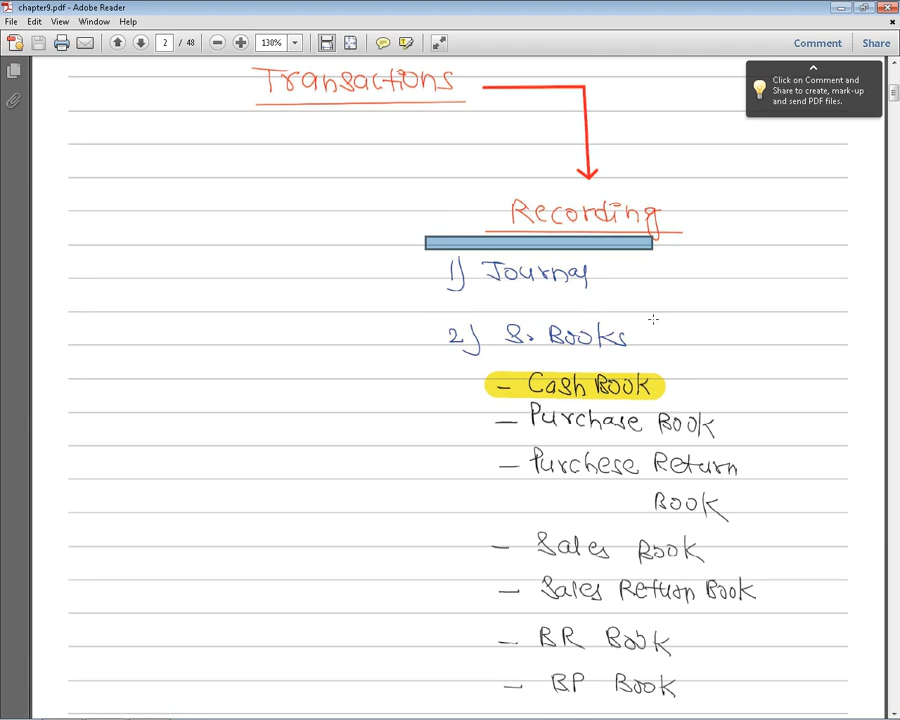 chapter9.pdf - Adobe Reader
File Edit View Window Help
2 / 48 130% Comment Share
Click on Comment and
Share to create, mark-up
and send PDF files.
Transactions
Recording
1) Journal
2) S. Books
- Cash Book
- Purchase Book
- Purchese Return
Book
- Sales Book
- Sales Return Book
- BR Book
- BP Book